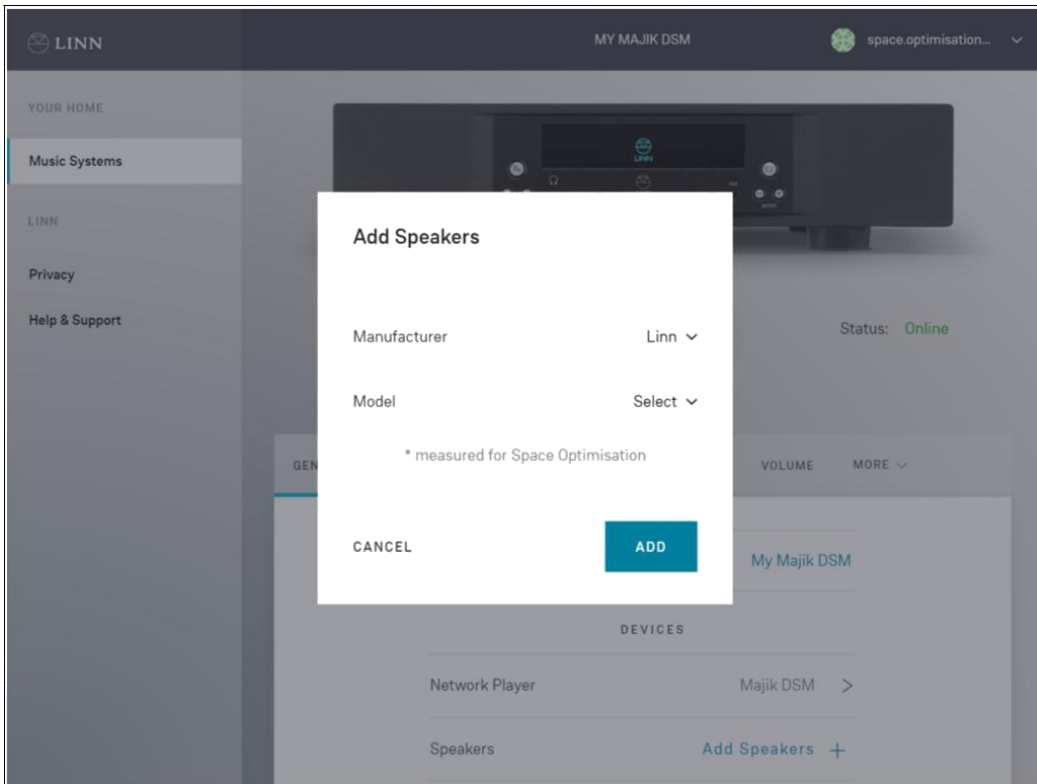 LINN
MY MAJIK DSM
space.optimisation...
YOUR HOME
Music Systems
LINN
LINN
Privacy
Help & Support
Add Speakers
Manufacturer Linn
Model Select
* measured for Space Optimisation
CANCEL ADD
Status: Online
GEN VOLUME MORE
My Majik DSM
DEVICES
Network Player Majik DSM
Speakers Add Speakers +